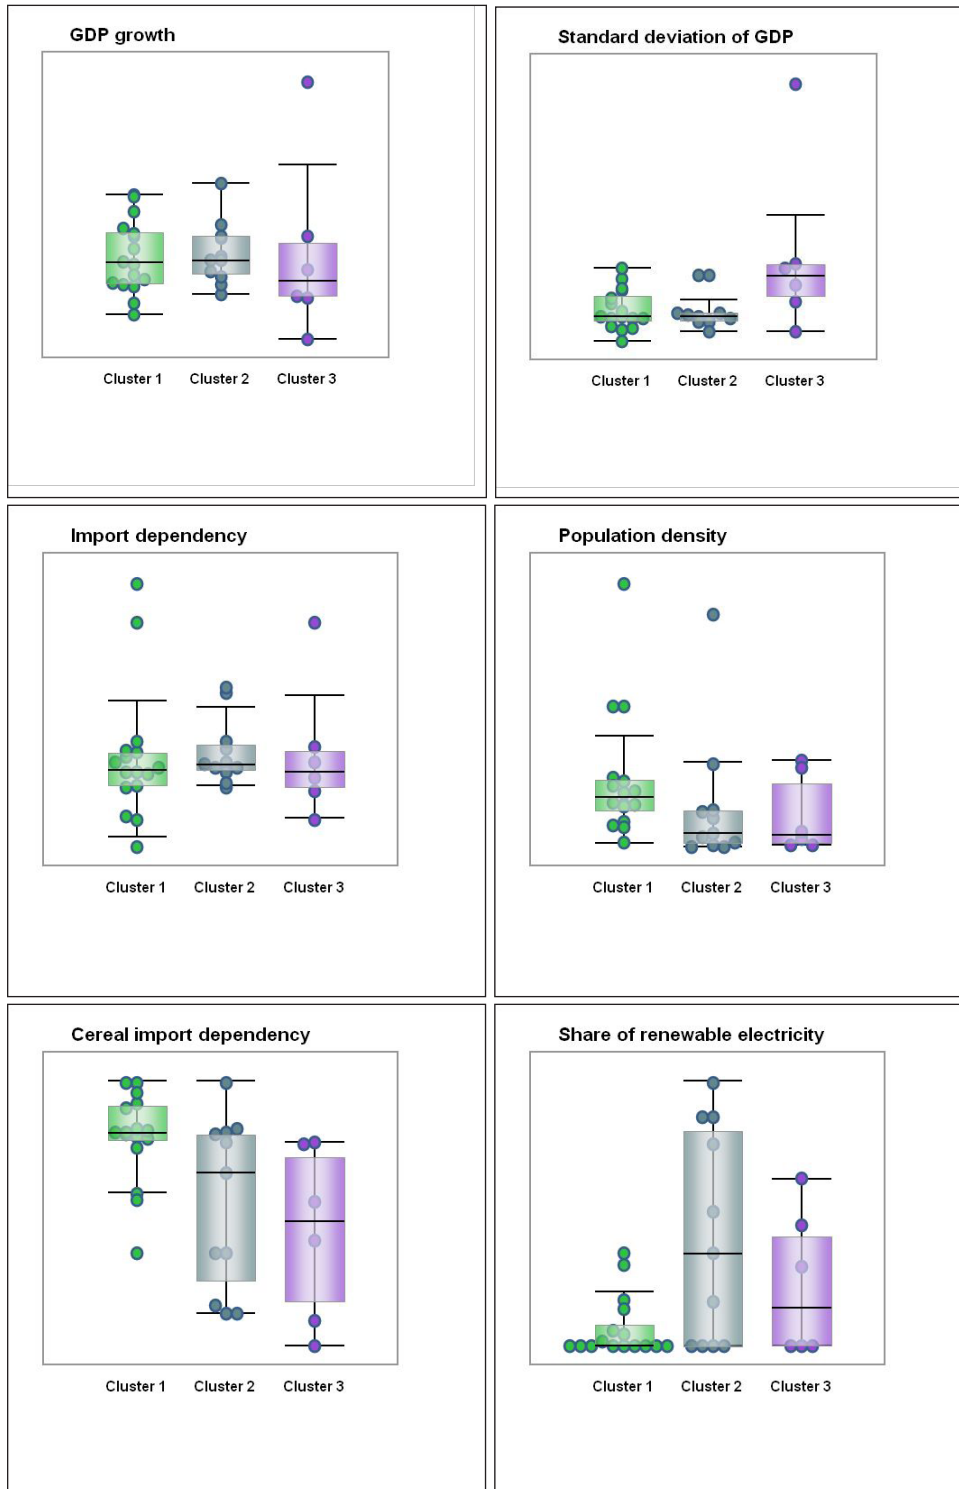 GDP growth
Cluster 1 Cluster 2 Cluster 3
Standard deviation of GDP
Cluster 1 Cluster 2 Cluster 3
Import dependency
Cluster 1 Cluster 2 Cluster 3
Population density
Cluster 1 Cluster 2 Cluster 3
Cereal import dependency
Cluster 1 Cluster 2 Cluster 3
Share of renewable electricity
Cluster 1 Cluster 2 Cluster 3